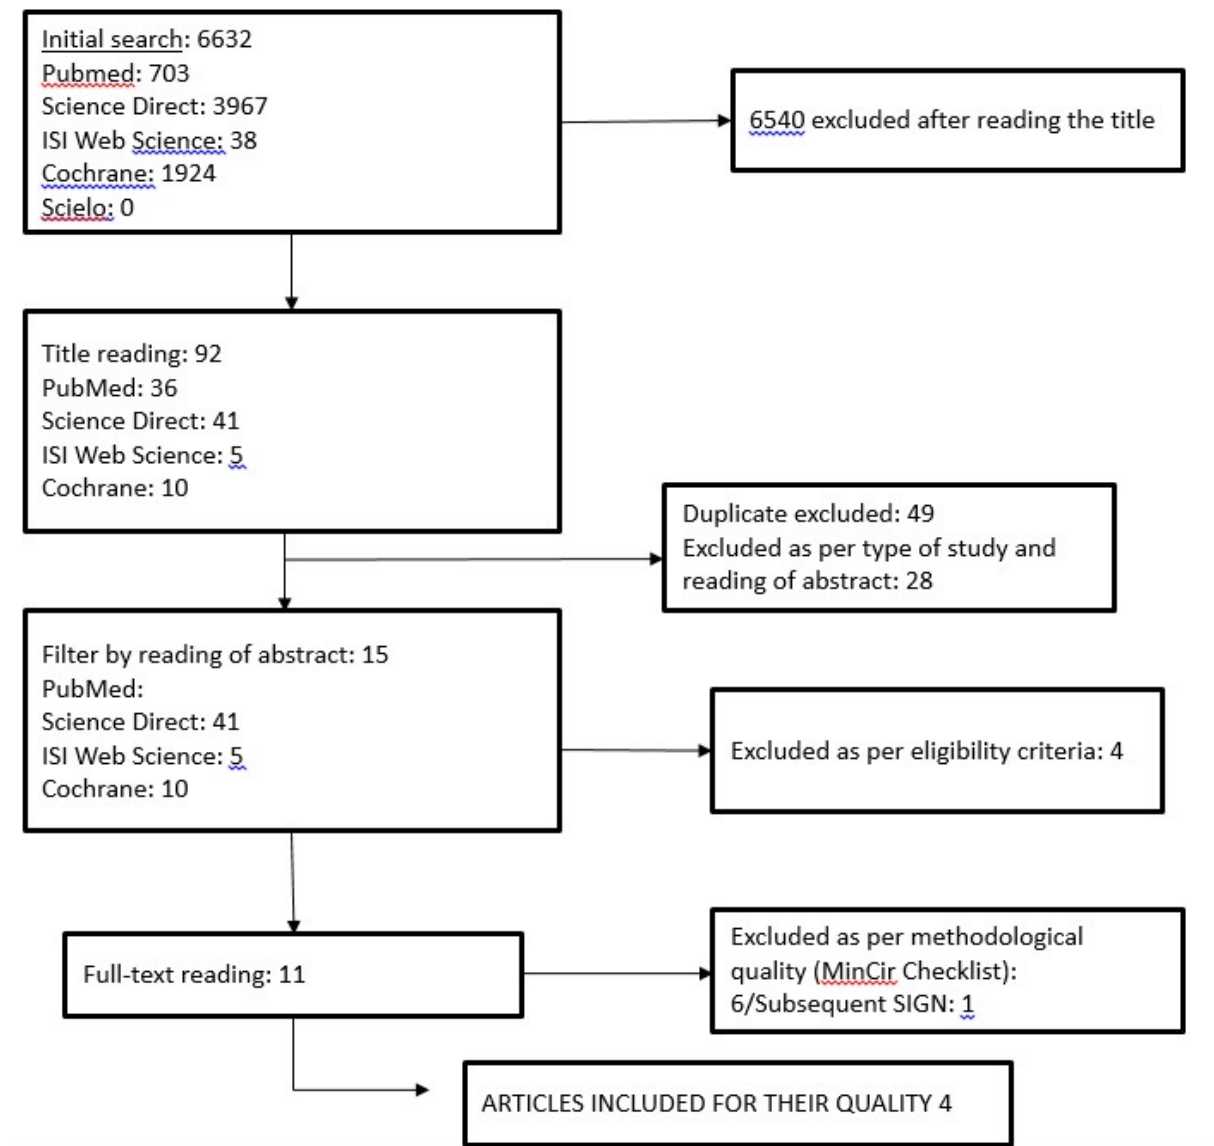 Initial search: 6632
Pubmed: 703
Science Direct: 3967
ISI Web Science: 38
Cochrane: 1924
Scielo: 0
6540 excluded after reading the title
Title reading: 92
PubMed: 36
Science Direct: 41
ISI Web Science: 5
Cochrane: 10
Duplicate excluded: 49
Excluded as per type of study and
reading of abstract: 28
Filter by reading of abstract: 15
PubMed:
Science Direct: 41
ISI Web Science: 5
Cochrane: 10
Excluded as per eligibility criteria: 4
Full-text reading: 11
Excluded as per methodological
quality (MinCir Checklist):
6/Subsequent SIGN: 1
ARTICLES INCLUDED FOR THEIR QUALITY 4